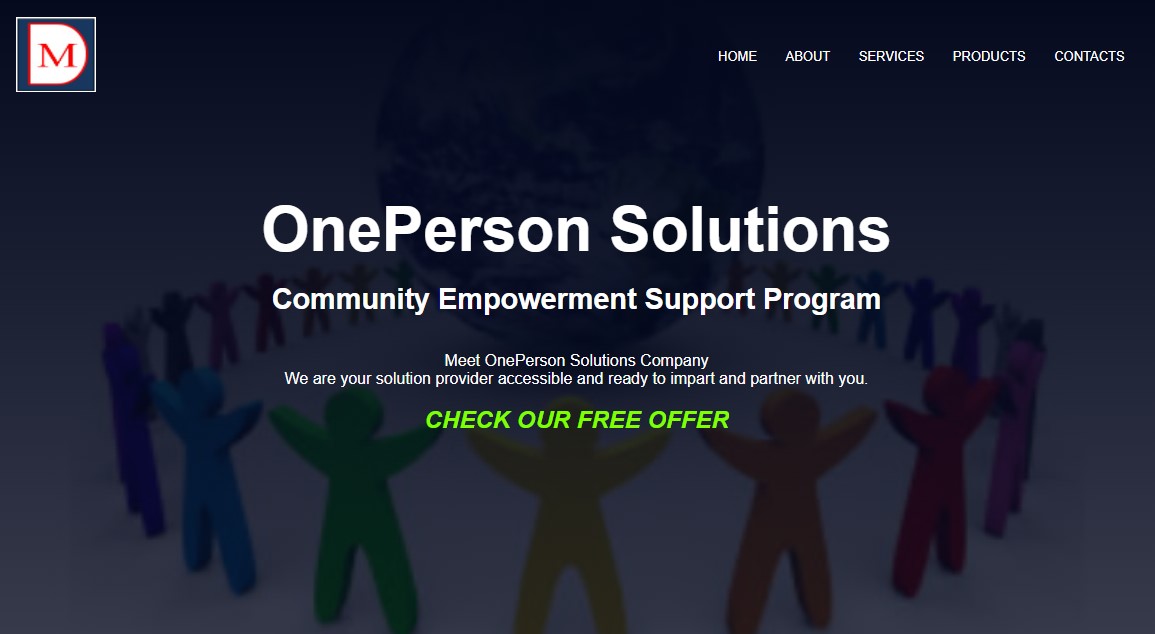 DM
HOME ABOUT SERVICES PRODUCTS CONTACTS
OnePerson Solutions
Community Empowerment Support Program
Meet OnePerson Solutions Company
We are your solution provider accessible and ready to impart and partner with you.
CHECK OUR FREE OFFER